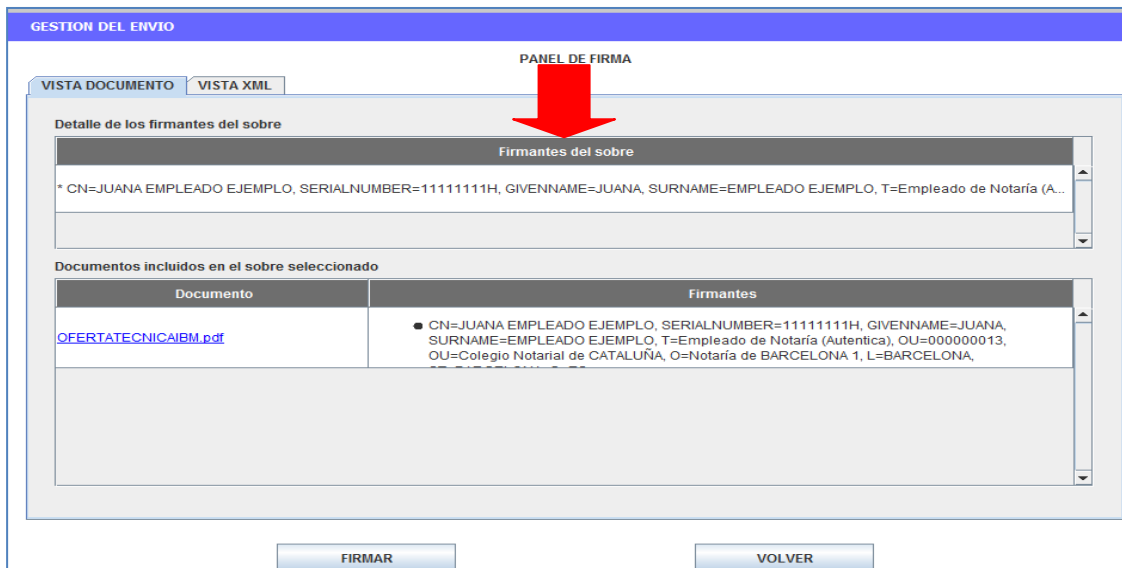 GESTION DEL ENVIO
PANEL DE FIRMA
VISTA DOCUMENTO VISTA XML
Detalle de los firmantes del sobre
Firmantes del sobre
* CN=JUANA EMPLEADO EJEMPLO, SERIALNUMBER=11111111H, GIVENNAME=JUANA, SURNAME=EMPLEADO EJEMPLO, T=Empleado de Notaría (A...
Documentos incluidos en el sobre seleccionado
Documento Firmantes
OFERTATECNICAIBM.pdf
CN=JUANA EMPLEADO EJEMPLO, SERIALNUMBER=11111111H, GIVENNAME=JUANA,
SURNAME=EMPLEADO EJEMPLO, T=Empleado de Notaría (Autentica), OU=000000013,
OU=Colegio Notarial de CATALUÑA, O=Notaría de BARCELONA 1, L=BARCELONA,
FIRMAR VOLVER